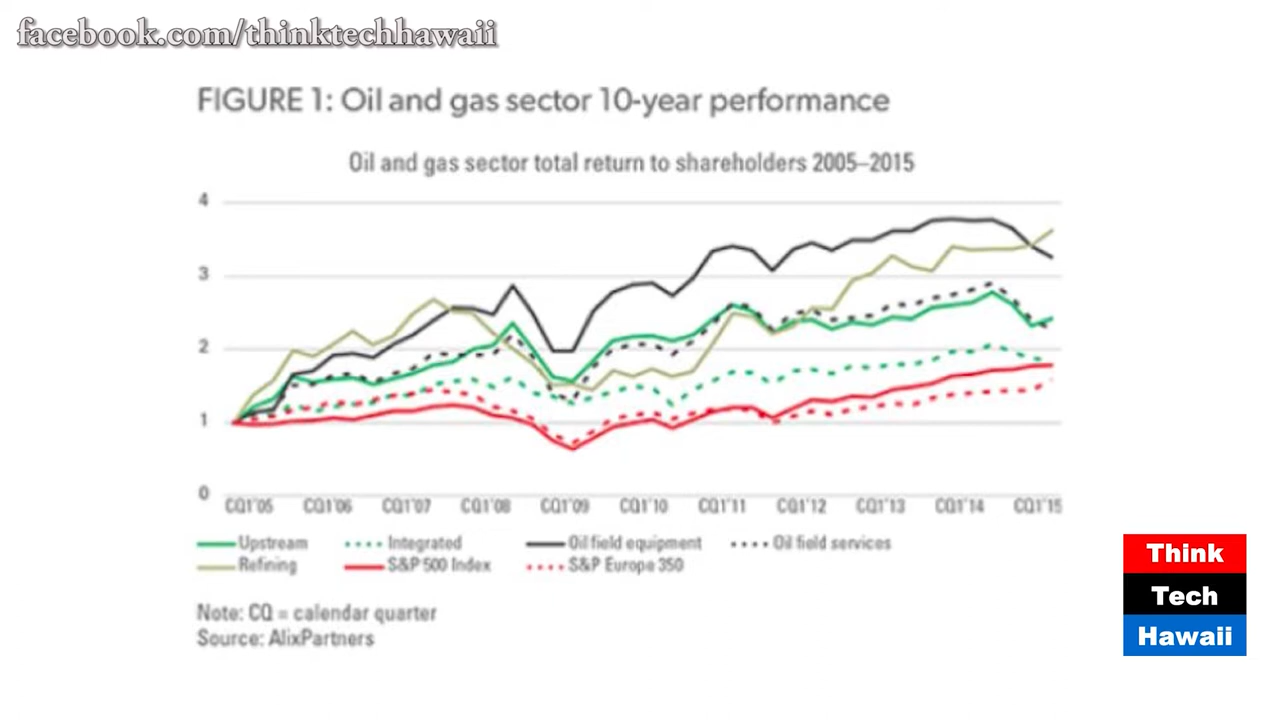 facebook.com/thinktechhawaii
FIGURE 1: Oil and gas sector 10-year performance
Oil and gas sector total return to shareholders 2005–2015
4
3
2
1
0
CQ1'05 CQ1'06 CQ1'07 CQ1'08 CQ1'09 CQ1'10 CQ1'11 CQ1'12 CQ1'13 CQ1'14 CQ1'15
Upstream Integrated Oil field equipment Oil field services
Refining S&P 500 Index S&P Europe 350
Note: CQ = calendar quarter
Source: AlixPartners
Think
Tech
Hawaii